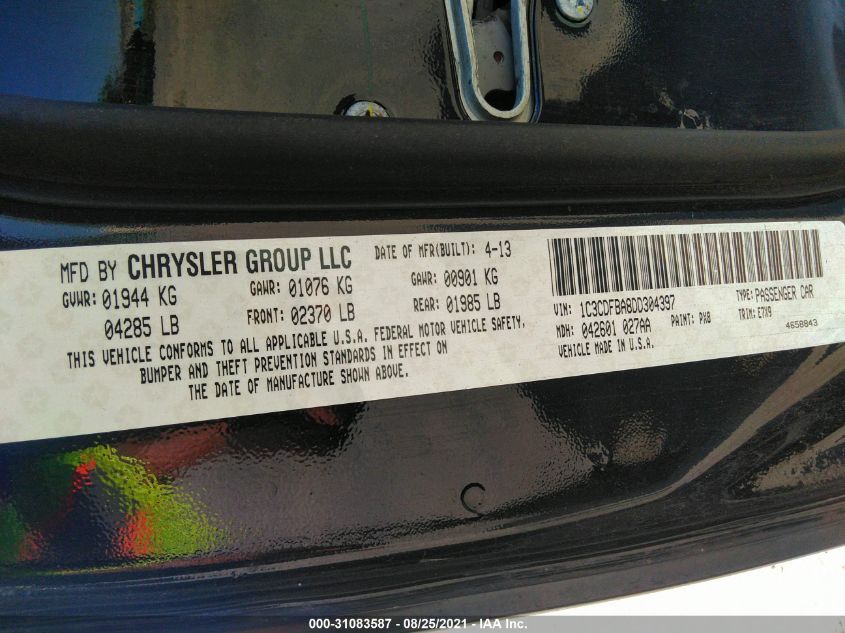 MFD BY CHRYSLER GROUP LLC DATE OF MFR(BUILT): 4-13
GVWR: 01944 KG GAWR: 01076 KG GAWR: 00901 KG
04285 LB FRONT: 02370 LB REAR: 01985 LB
THIS VEHICLE CONFORMS TO ALL APPLICABLE U.S.A. FEDERAL MOTOR VEHICLE SAFETY,
BUMPER AND THEFT PREVENTION STANDARDS IN EFFECT ON
THE DATE OF MANUFACTURE SHOWN ABOVE.
VIN: 1C3CDFBA8DD304397 TYPE: PASSENGER CAR
MDH: 042601 027AA PAINT: PX8 TRIM: E7X9
VEHICLE MADE IN U.S.A. 4658843
000-31083587 - 08/25/2021 - IAA Inc.